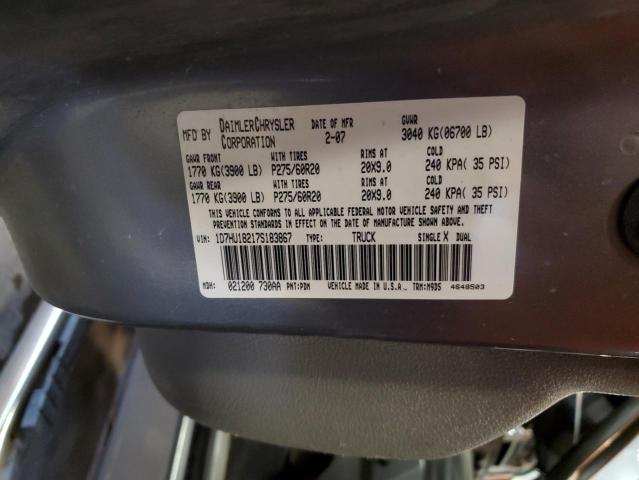 MFD BY DAIMLERCHRYSLER CORPORATION DATE OF MFR 2-07 GVWR 3040 KG(06700 LB)
GAWR FRONT WITH TIRES RIMS AT COLD
1770 KG(3900 LB) P275/60R20 20X9.0 240 KPA( 35 PSI)
GAWR REAR WITH TIRES RIMS AT COLD
1770 KG(3900 LB) P275/60R20 20X9.0 240 KPA( 35 PSI)
THIS VEHICLE CONFORMS TO ALL APPLICABLE FEDERAL MOTOR VEHICLE SAFETY AND THEFT
PREVENTION STANDARDS IN EFFECT ON THE DATE OF MANUFACTURE SHOWN ABOVE.
VIN: 1D7HU18217S183867 TYPE: TRUCK SINGLE X DUAL
MDH: 021200 730AA PNT:PDM VEHICLE MADE IN U.S.A. TRM:M9D5 4648503